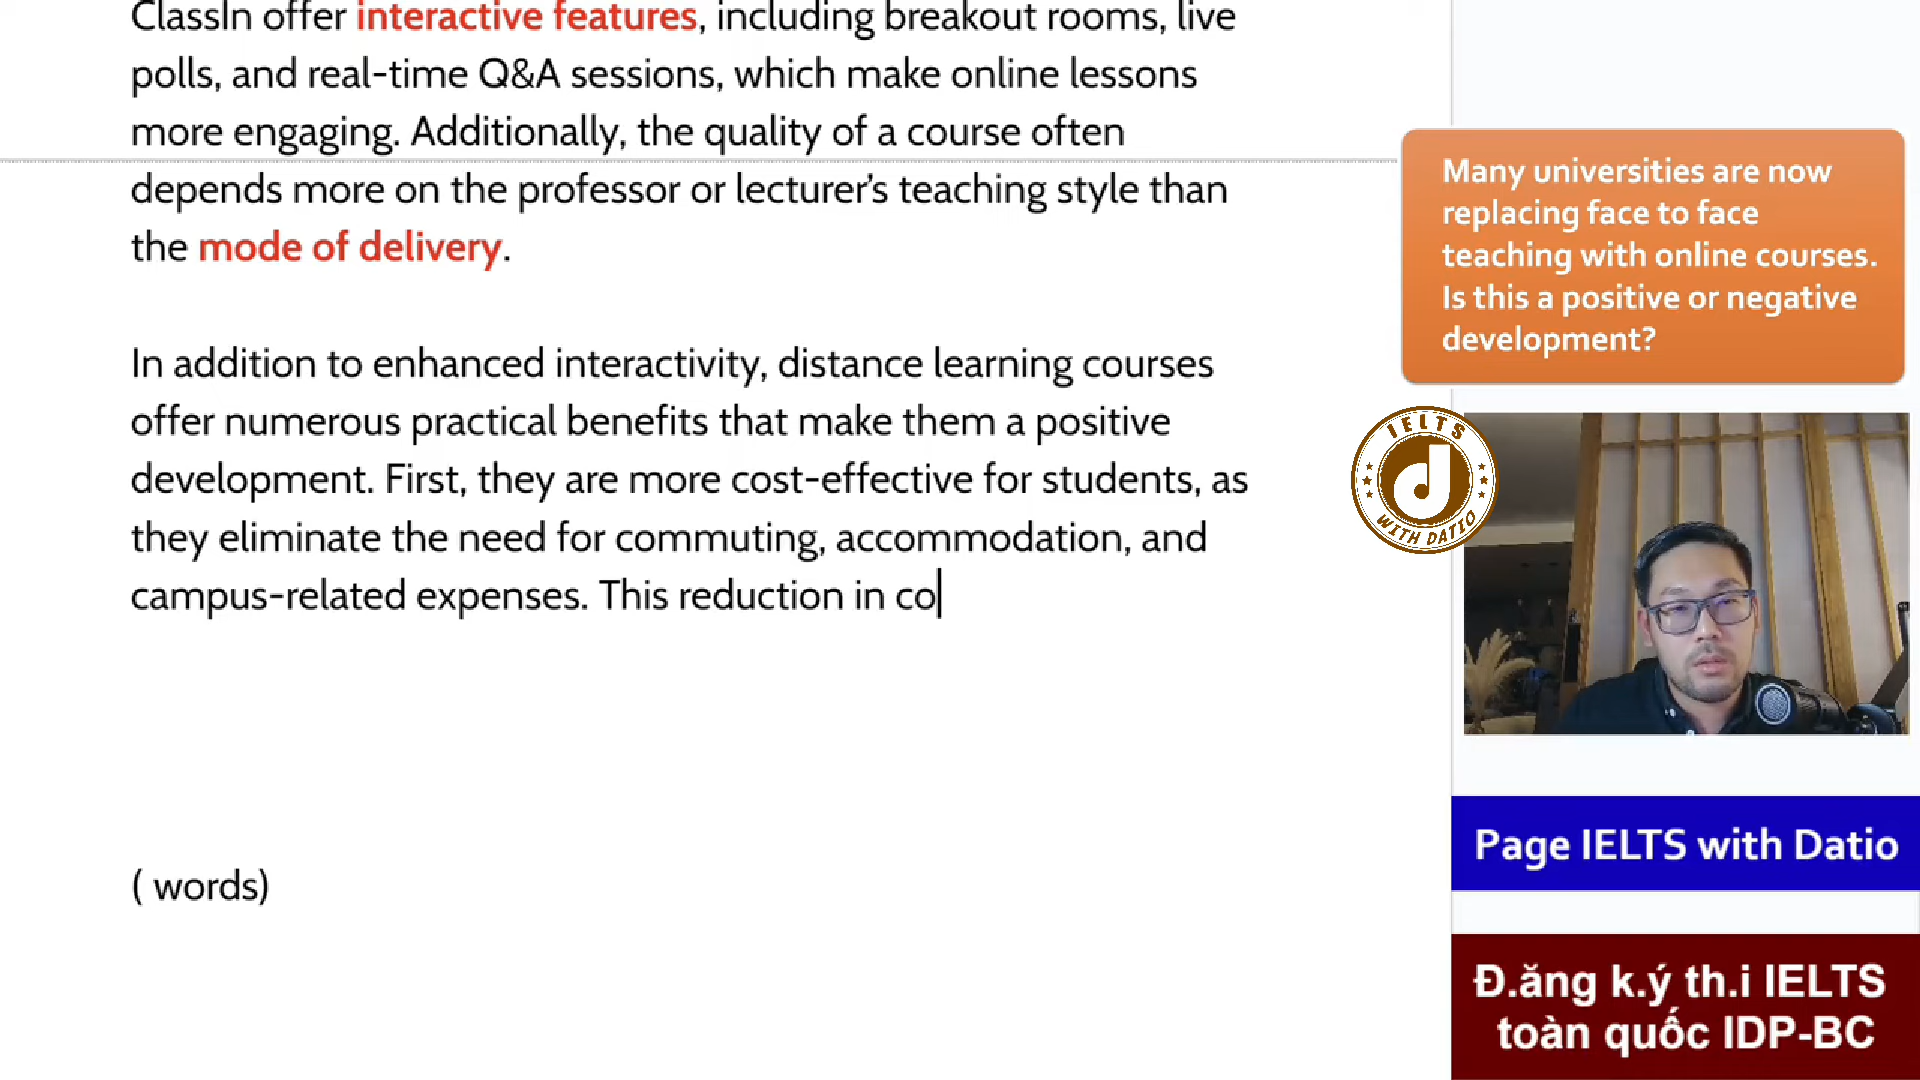 ClassIn offer interactive features, including breakout rooms, live
polls, and real-time Q&A sessions, which make online lessons
more engaging. Additionally, the quality of a course often
depends more on the professor or lecturer's teaching style than
the mode of delivery.
In addition to enhanced interactivity, distance learning courses
offer numerous practical benefits that make them a positive
development. First, they are more cost-effective for students, as
they eliminate the need for commuting, accommodation, and
campus-related expenses. This reduction in co
( words)
Many universities are now
replacing face to face
teaching with online courses.
Is this a positive or negative
development?
IELTS
d
WITH DATIO
Page IELTS with Datio
Đ.ăng k.ý th.i IELTS
toàn quốc IDP-BC